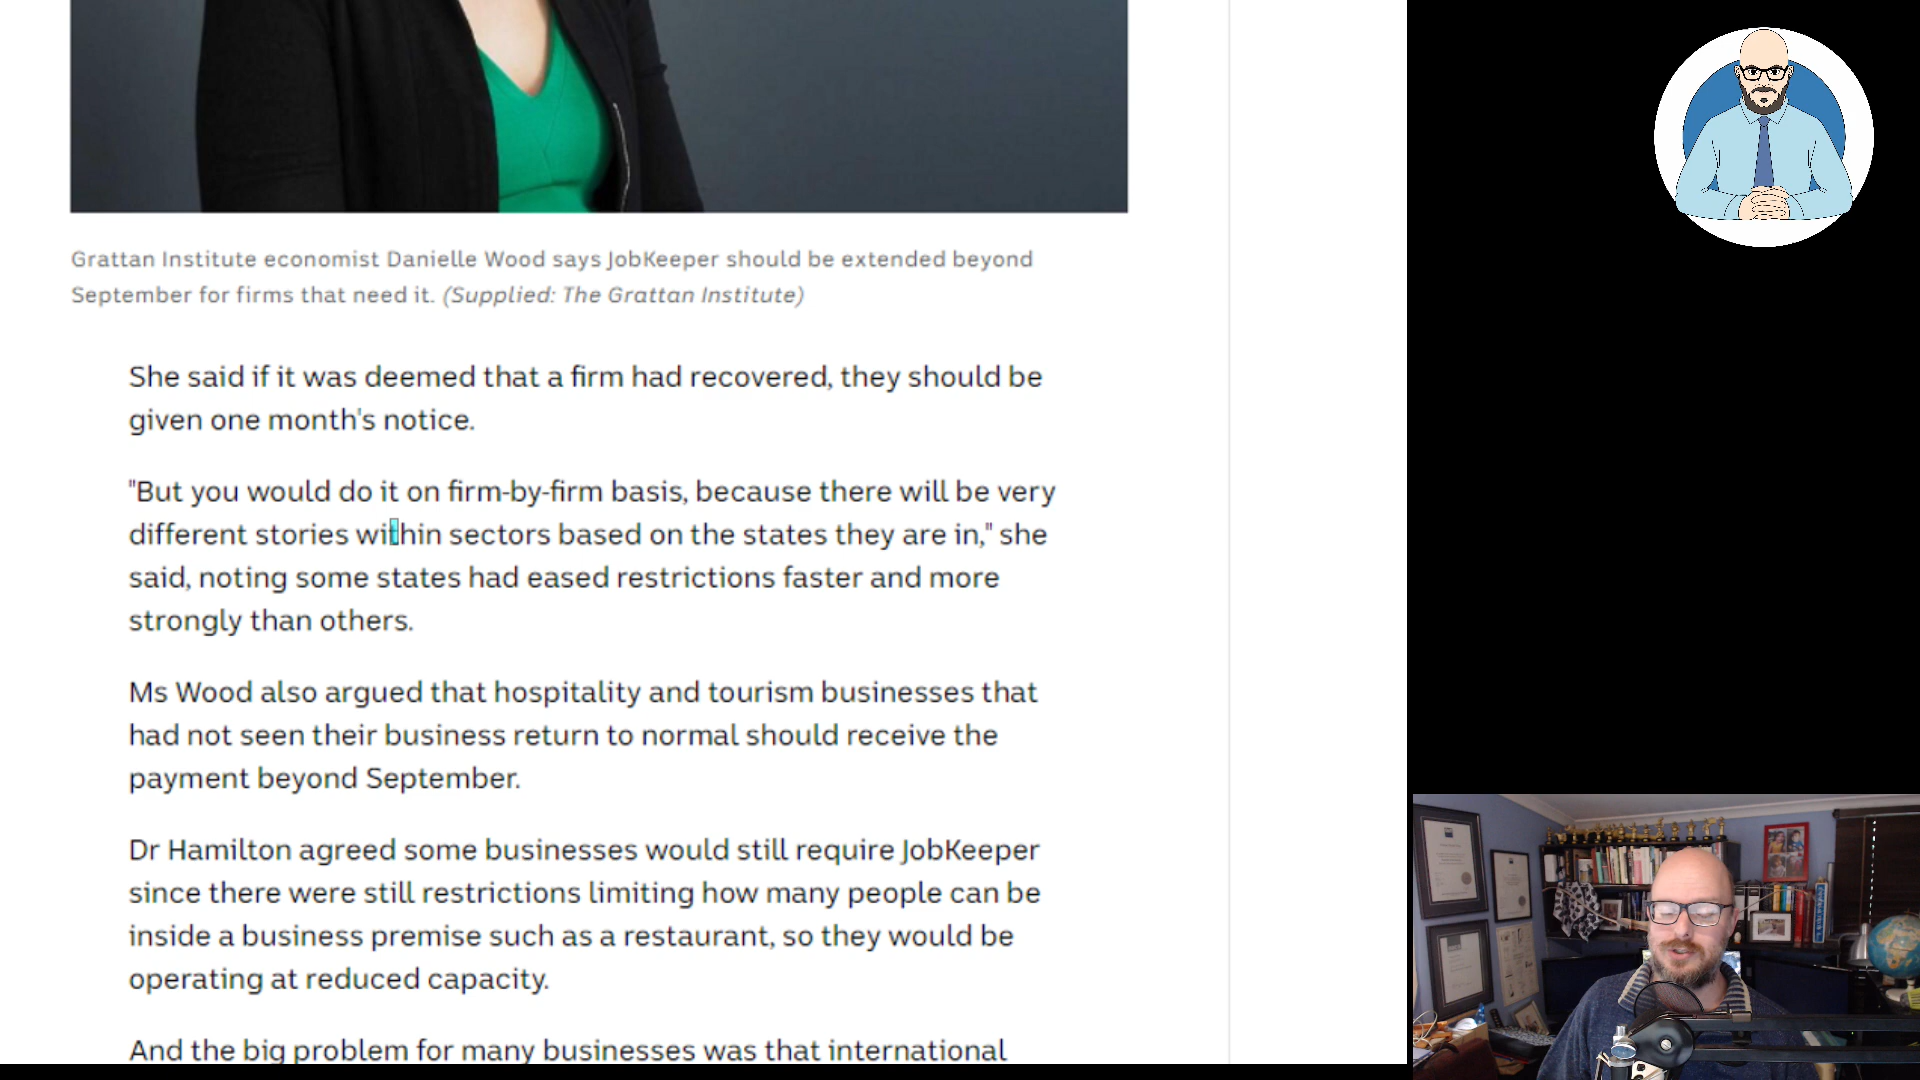 Grattan Institute economist Danielle Wood says JobKeeper should be extended beyond
September for firms that need it. (Supplied: The Grattan Institute)
She said if it was deemed that a firm had recovered, they should be
given one month's notice.
"But you would do it on firm-by-firm basis, because there will be very
different stories within sectors based on the states they are in," she
said, noting some states had eased restrictions faster and more
strongly than others.
Ms Wood also argued that hospitality and tourism businesses that
had not seen their business return to normal should receive the
payment beyond September.
Dr Hamilton agreed some businesses would still require JobKeeper
since there were still restrictions limiting how many people can be
inside a business premise such as a restaurant, so they would be
operating at reduced capacity.
And the big problem for many businesses was that international